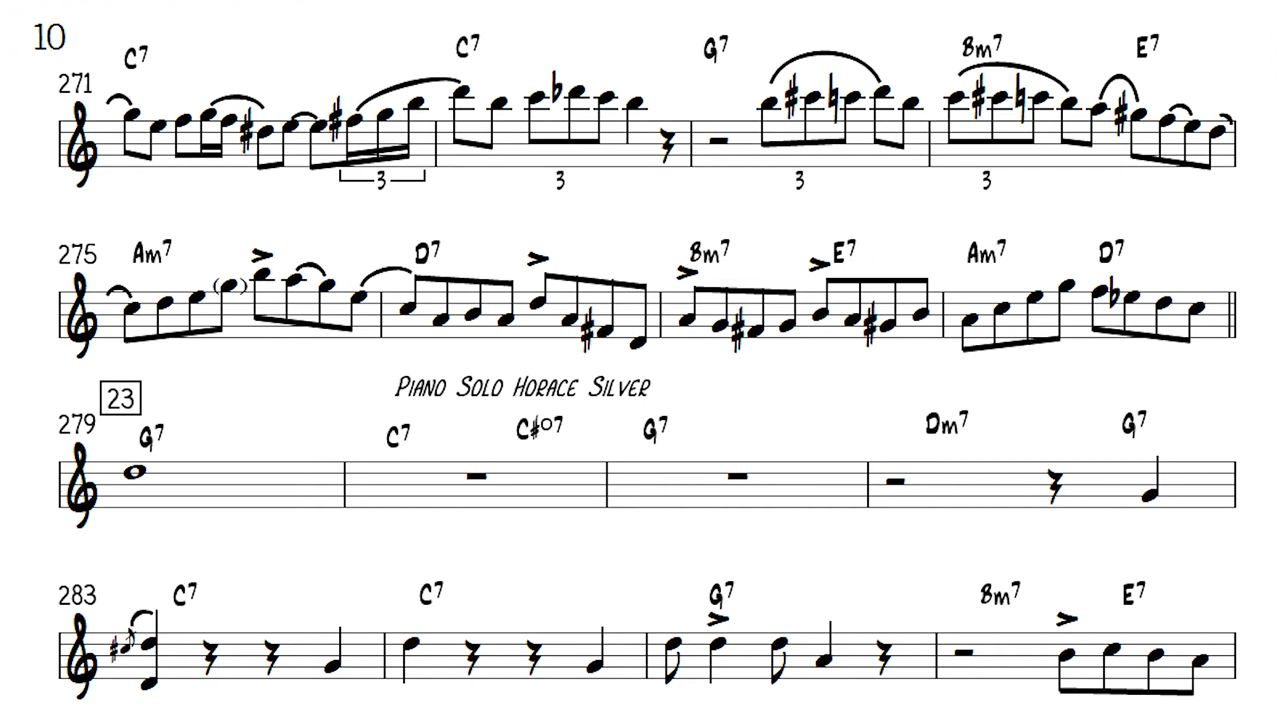 10
C7 C7 G7 Bm7 E7
271
3 3 3 3
275 Am7 D7 Bm7 E7 Am7 D7
Piano Solo Horace Silver
23
279 G7 C7 C#o7 G7 Dm7 G7
283 C7 C7 G7 Bm7 E7